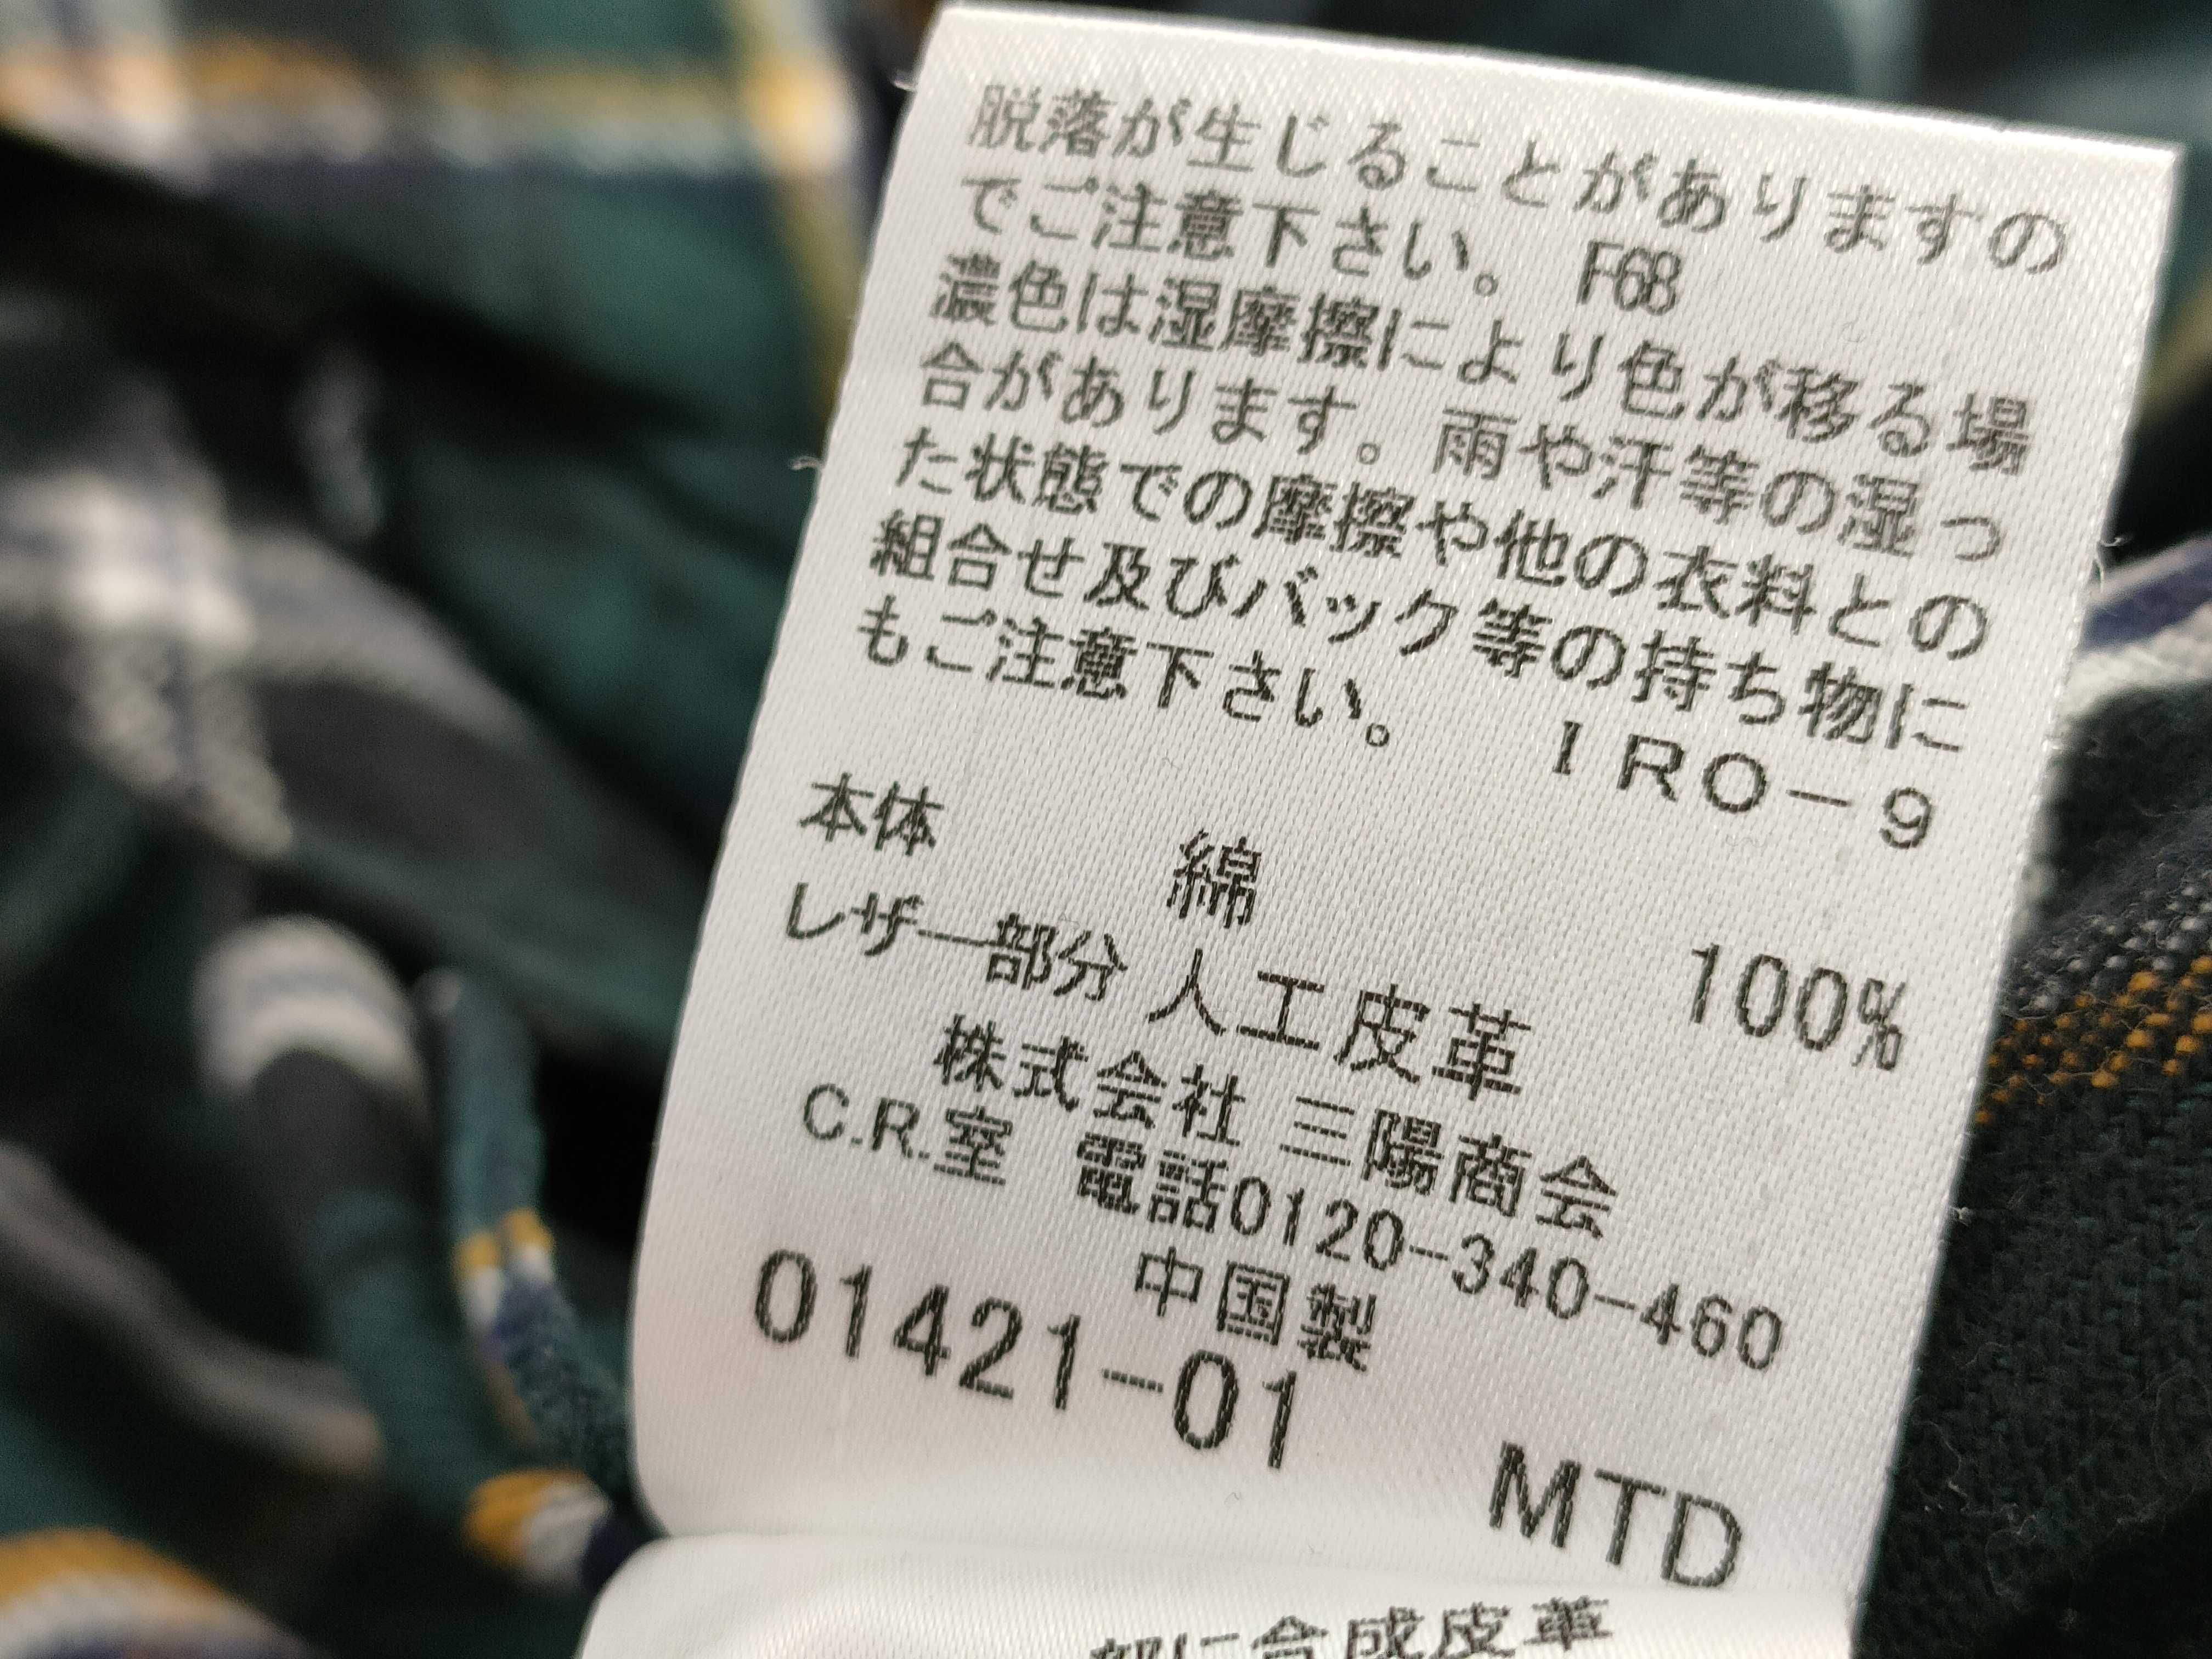 脱落が生じることがありますの
でご注意下さい。 F68
濃色は湿摩擦により色が移る場
合があります。雨や汗等の湿っ
た状態での摩擦や他の衣料との
組合せ及びバック等の持ち物に
もご注意下さい。 IRO-9
本体 綿 100%
レザー部分 人工皮革
株式会社 三陽商会
C.R.室 電話0120-340-460
中国製
01421-01 MTD
部に合成皮革